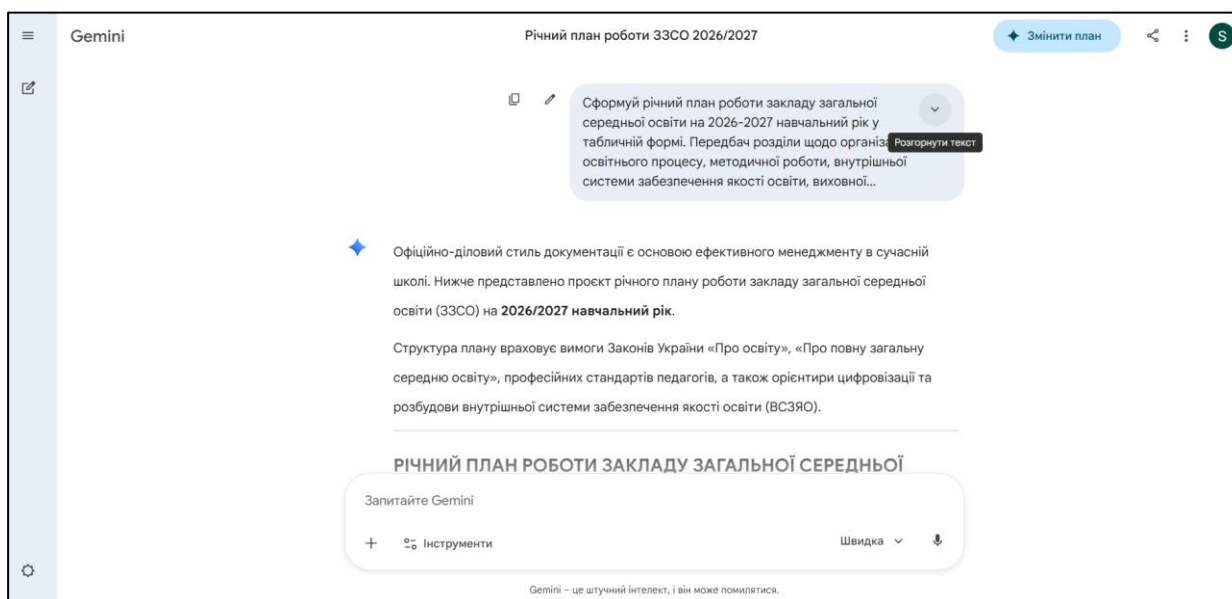 Gemini
Річний план роботи ЗЗСО 2026/2027
Змінити план
S
Сформуй річний план роботи закладу загальної
середньої освіти на 2026-2027 навчальний рік у
табличній формі. Передбач розділи щодо організа
Розгорнути текст
освітнього процесу, методичної роботи, внутрішньої
системи забезпечення якості освіти, виховної...
Офіційно-діловий стиль документації є основою ефективного менеджменту в сучасній
школі. Нижче представлено проєкт річного плану роботи закладу загальної середньої
освіти (ЗЗСО) на 2026/2027 навчальний рік.
Структура плану враховує вимоги Законів України «Про освіту», «Про повну загальну
середню освіту», професійних стандартів педагогів, а також орієнтири цифровізації та
розбудови внутрішньої системи забезпечення якості освіти (ВСЗЯО).
РІЧНИЙ ПЛАН РОБОТИ ЗАКЛАДУ ЗАГАЛЬНОЇ СЕРЕДНЬОЇ
Запитайте Gemini
Інструменти
Швидка
Gemini – це штучний інтелект, і він може помилятися.